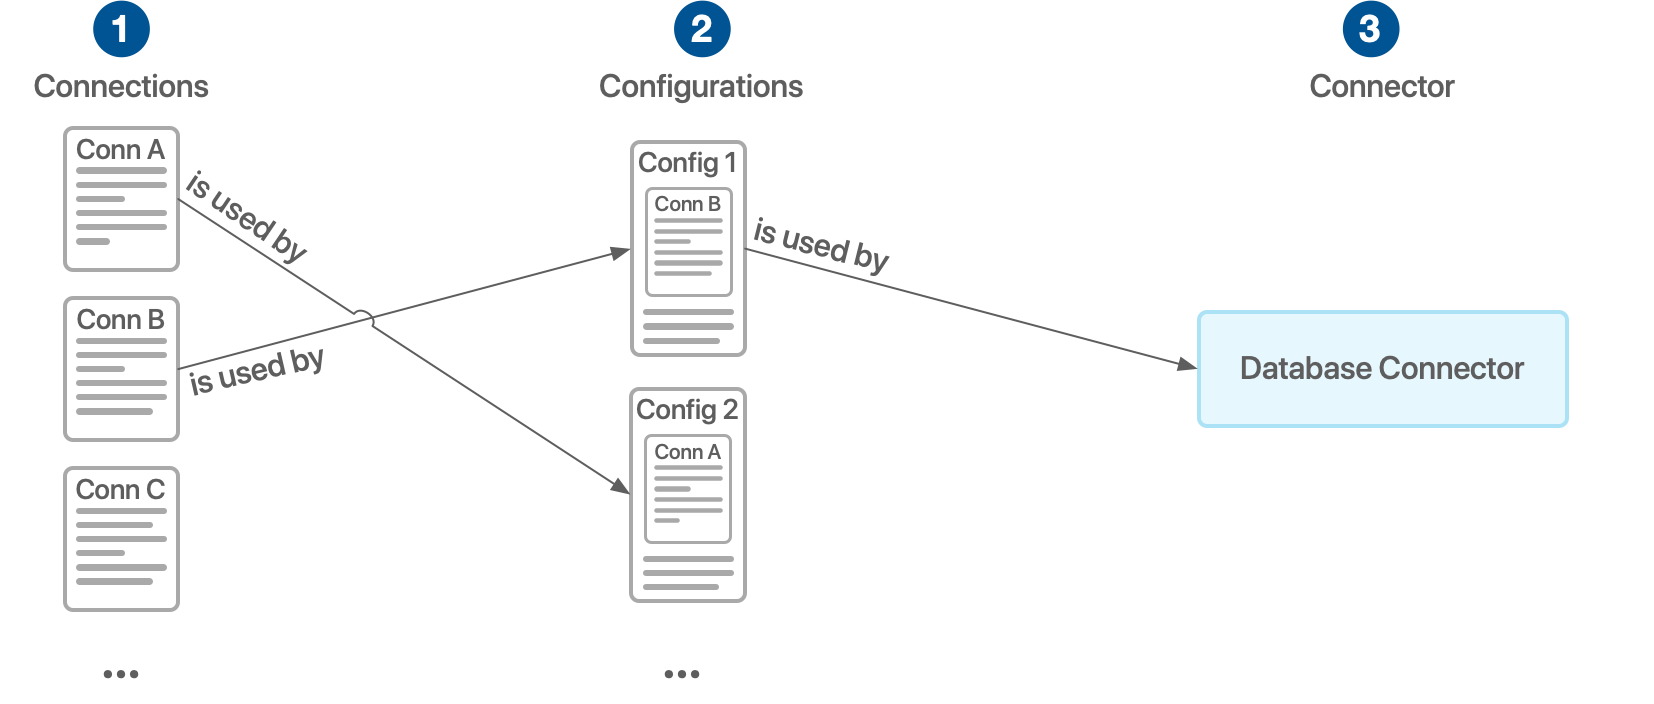 1
Connections
2
Configurations
3
Connector
Conn A
is used by
Conn B
is used by
Conn C
...
Config 1
Conn B
is used by
Config 2
Conn A
...
Database Connector